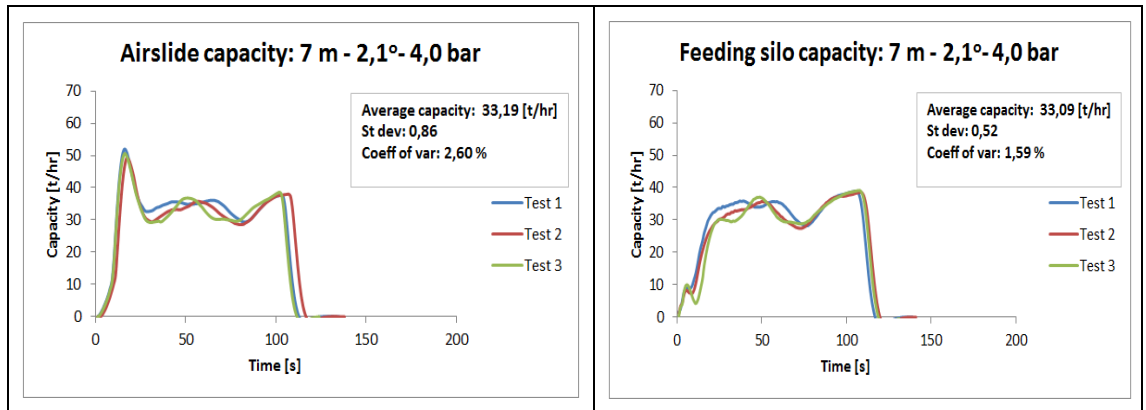 Airslide capacity: 7 m - 2,1º- 4,0 bar
Capacity [t/hr]
70
60
50
40
30
20
10
0
0 50 100 150 200
Time [s]
Average capacity: 33,19 [t/hr]
St dev: 0,86
Coeff of var: 2,60 %
Test 1
Test 2
Test 3
Feeding silo capacity: 7 m - 2,1º- 4,0 bar
Capacity [t/hr]
70
60
50
40
30
20
10
0
0 50 100 150 200
Time [s]
Average capacity: 33,09 [t/hr]
St dev: 0,52
Coeff of var: 1,59 %
Test 1
Test 2
Test 3